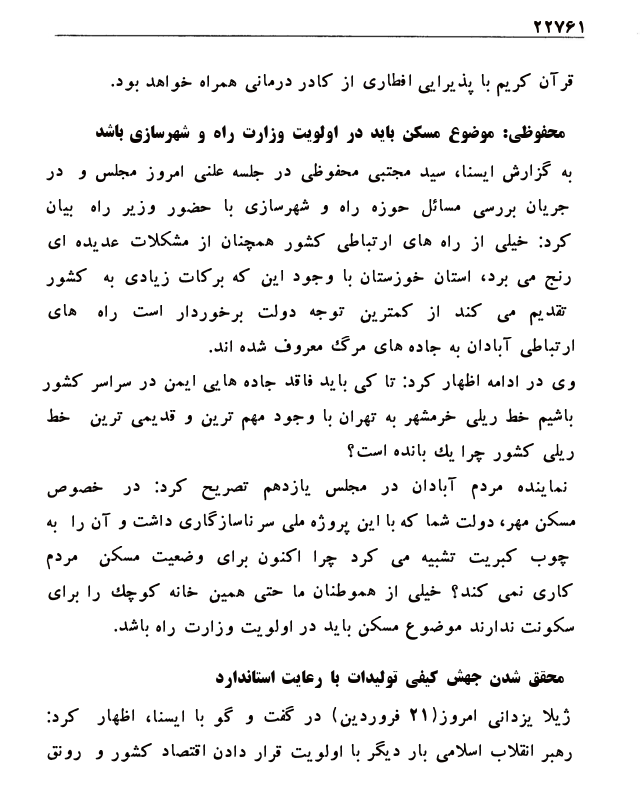 ۲۲۷۶۱
قرآن کریم با پذیرایی افطاری از کادر درمانی همراه خواهد بود.
محفوظی: موضوع مسکن باید در اولویت وزارت راه و شهرسازی باشد
به گزارش ایسنا، سید مجتبی محفوظی در جلسه علنی امروز مجلس و در
جریان بررسی مسائل حوزه راه و شهرسازی با حضور وزیر راه بیان
کرد: خیلی از راه های ارتباطی کشور همچنان از مشکلات عدیده ای
رنج می برد، استان خوزستان با وجود این که برکات زیادی به کشور
تقدیم می کند از کمترین توجه دولت برخوردار است راه های
ارتباطی آبادان به جاده های مرگ معروف شده اند.
وی در ادامه اظهار کرد: تا کی باید فاقد جاده هایی ایمن در سراسر کشور
باشیم خط ریلی خرمشهر به تهران با وجود مهم ترین و قدیمی ترین خط
ریلی کشور چرا یك بانده است؟
نماینده مردم آبادان در مجلس یازدهم تصریح کرد: در خصوص
مسکن مهر، دولت شما که با این پروژه ملی سر ناسازگاری داشت و آن را به
چوب کبریت تشبیه می کرد چرا اکنون برای وضعیت مسکن مردم
کاری نمی کند؟ خیلی از هموطنان ما حتی همین خانه کوچك را برای
سکونت ندارند موضوع مسکن باید در اولویت وزارت راه باشد.
محقق شدن جهش کیفی تولیدات با رعایت استاندارد
ژیلا یزدانی امروز(۲۱ فروردین) در گفت و گو با ایسنا، اظهار کرد:
رهبر انقلاب اسلامی بار دیگر با اولویت قرار دادن اقتصاد کشور و رونق